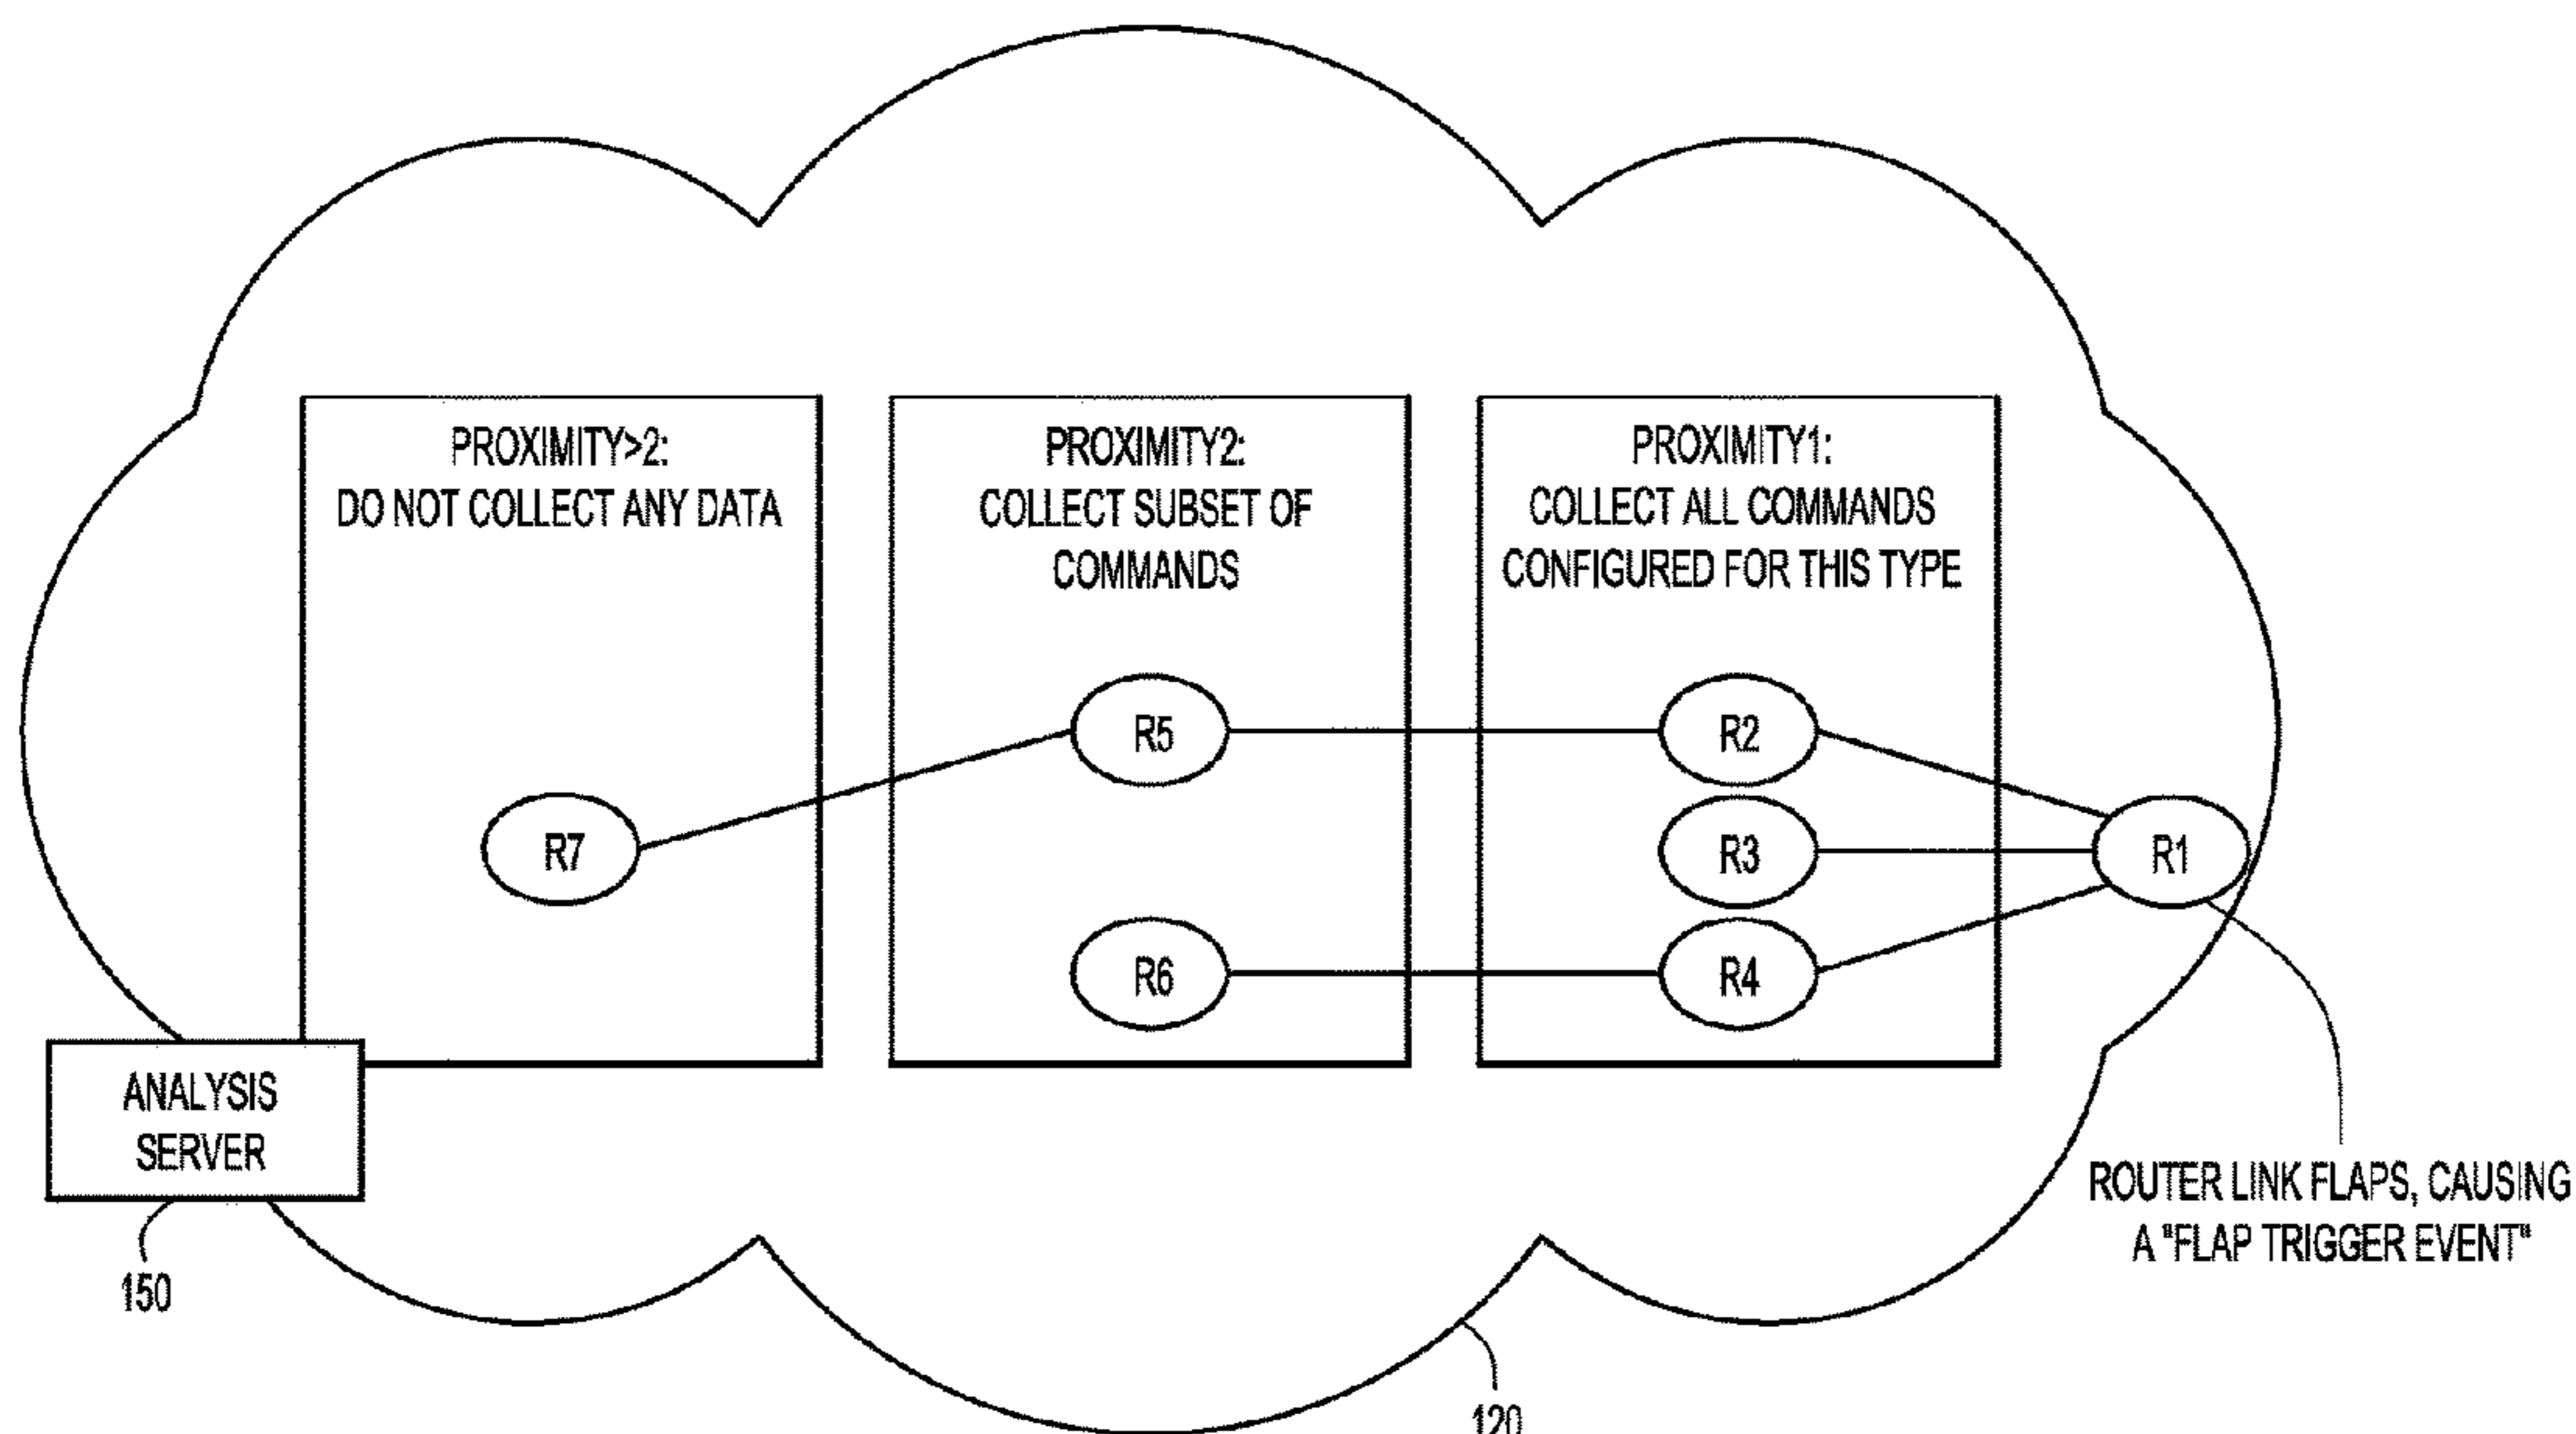 PROXIMITY>2:
DO NOT COLLECT ANY DATA
PROXIMITY2:
COLLECT SUBSET OF
COMMANDS
PROXIMITY1:
COLLECT ALL COMMANDS
CONFIGURED FOR THIS TYPE
R5
R2
R7
R3
R1
R6
R4
ANALYSIS
SERVER
150
ROUTER LINK FLAPS, CAUSING
A "FLAP TRIGGER EVENT"
120